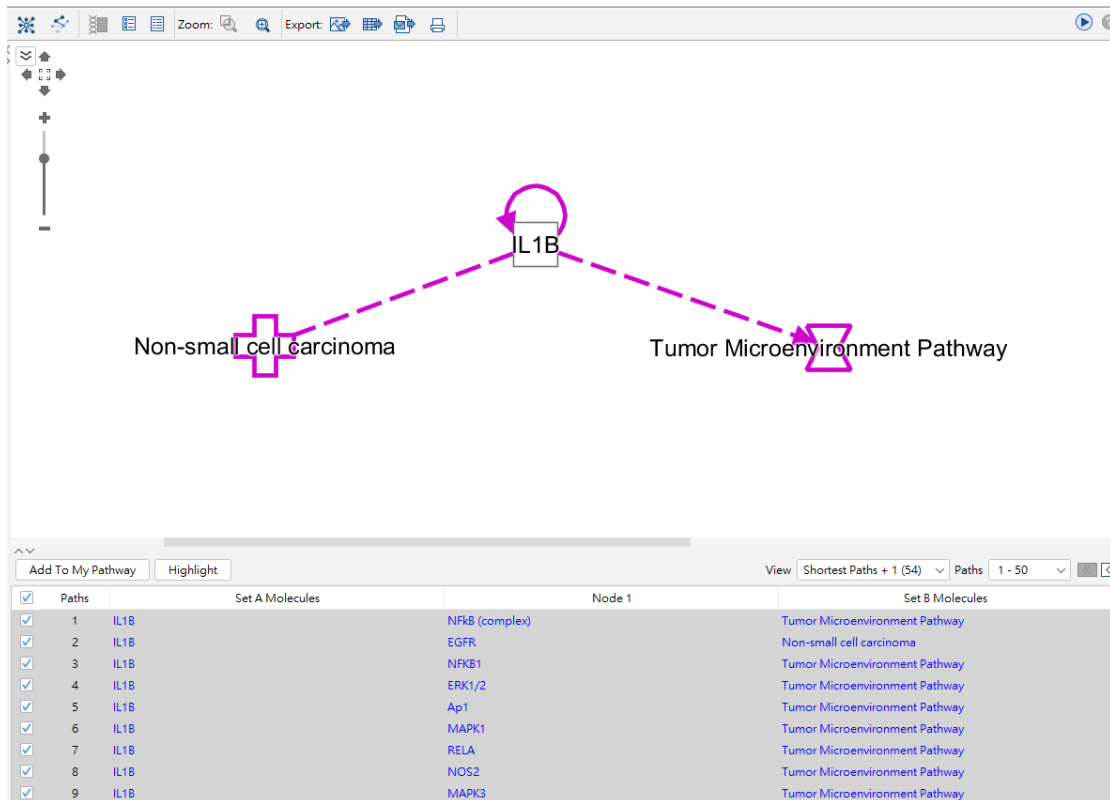 Zoom: Export:
IL1B
Non-small cell carcinoma
Tumor Microenvironment Pathway
Add To My Pathway Highlight View Shortest Paths + 1 (54) Paths 1 - 50
Paths Set A Molecules Node 1 Set B Molecules
1 IL1B NFkB (complex) Tumor Microenvironment Pathway
2 IL1B EGFR Non-small cell carcinoma
3 IL1B NFKB1 Tumor Microenvironment Pathway
4 IL1B ERK1/2 Tumor Microenvironment Pathway
5 IL1B Ap1 Tumor Microenvironment Pathway
6 IL1B MAPK1 Tumor Microenvironment Pathway
7 IL1B RELA Tumor Microenvironment Pathway
8 IL1B NOS2 Tumor Microenvironment Pathway
9 IL1B MAPK3 Tumor Microenvironment Pathway